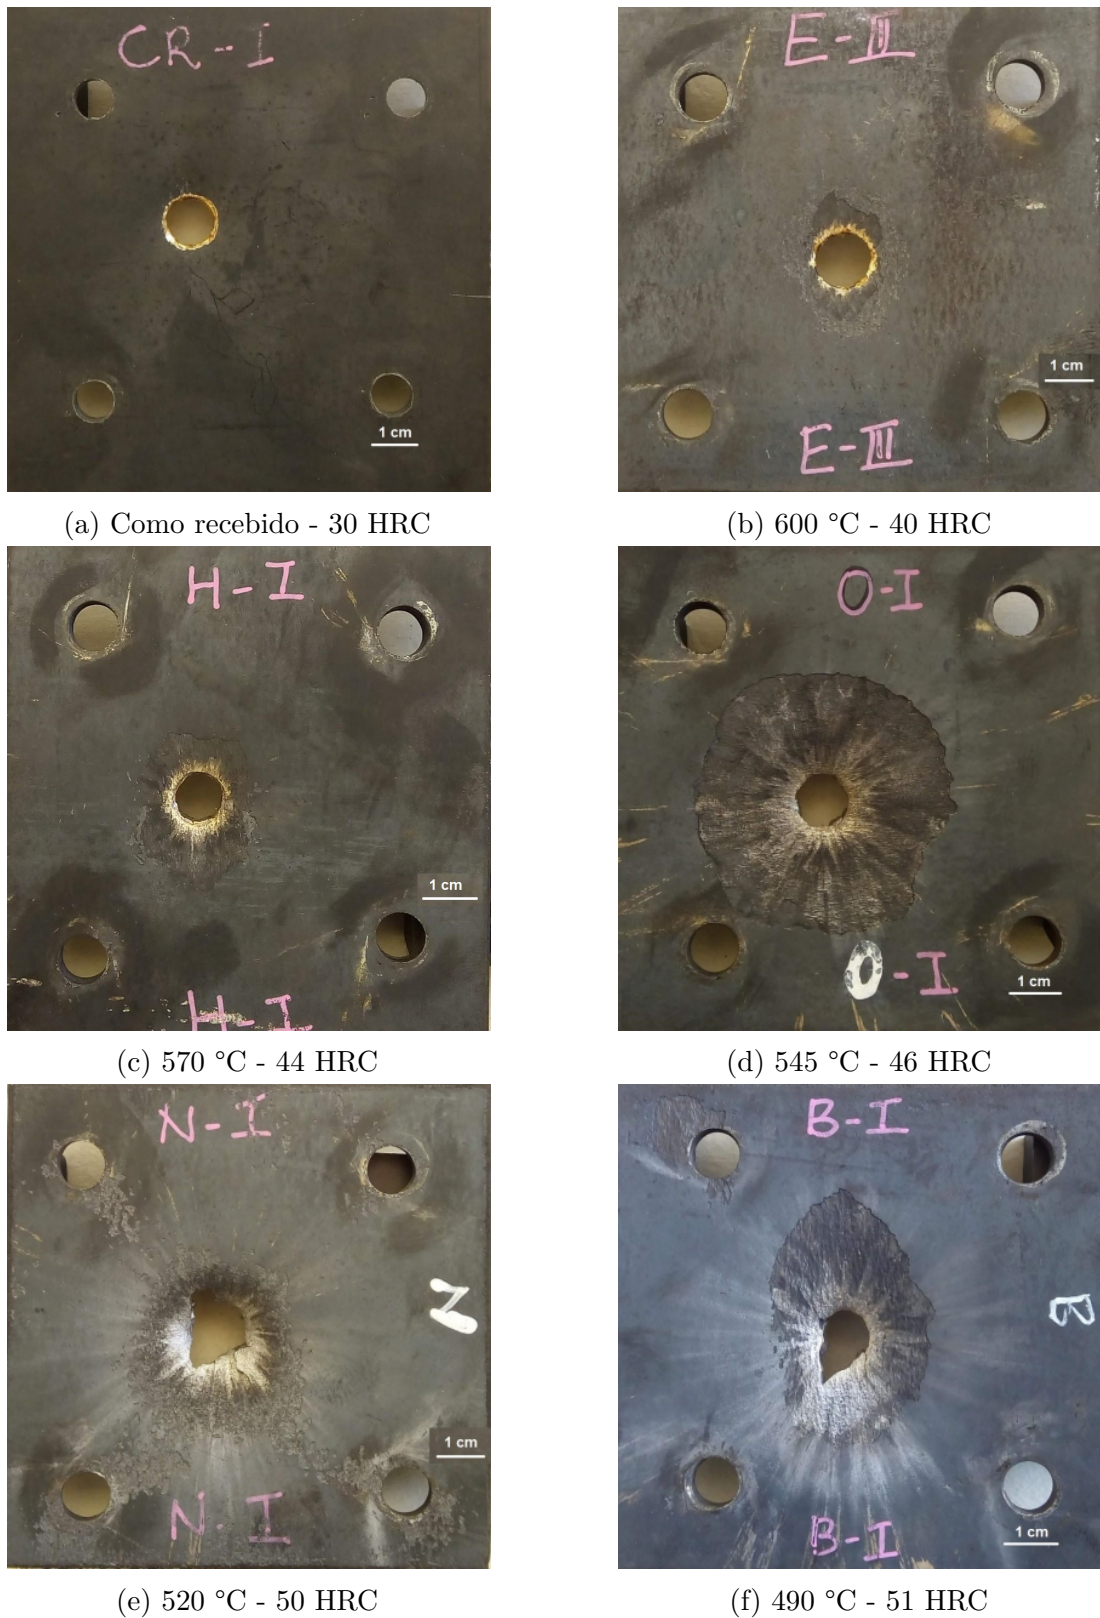 CR-I
1 cm
(a) Como recebido - 30 HRC
E-III
1 cm
E-III
(b) 600 °C - 40 HRC
H-I
1 cm
H-I
(c) 570 °C - 44 HRC
O-I
O-I
1 cm
(d) 545 °C - 46 HRC
N-I
N
1 cm
N-I
(e) 520 °C - 50 HRC
B-I
B
B-I
1 cm
(f) 490 °C - 51 HRC